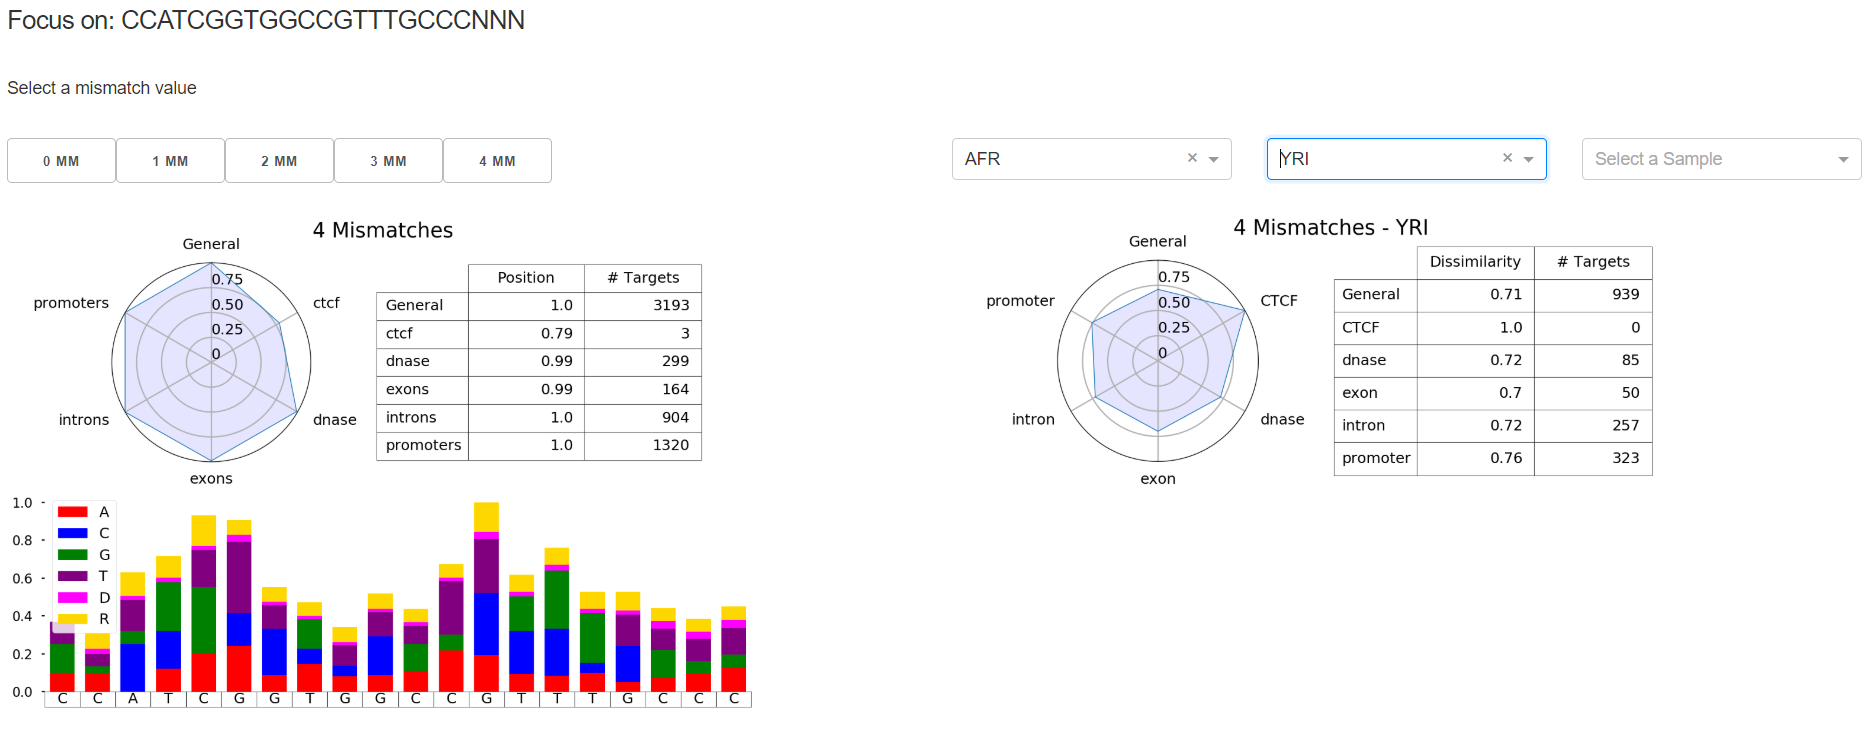 Focus on: CCATCGGTGGCCGTTTGCCCNNN
Select a mismatch value
0 MM 1 MM 2 MM 3 MM 4 MM
AFR × YRI × Select a Sample
4 Mismatches
General
0.75
0.50
0.25
0
promoters ctcf
introns dnase
exons
Position # Targets
General 1.0 3193
ctcf 0.79 3
dnase 0.99 299
exons 0.99 164
introns 1.0 904
promoters 1.0 1320
4 Mismatches - YRI
General
0.75
0.50
0.25
0
promoter CTCF
intron dnase
exon
Dissimilarity # Targets
General 0.71 939
CTCF 1.0 0
dnase 0.72 85
exon 0.7 50
intron 0.72 257
promoter 0.76 323
1.0
0.8
0.6
0.4
0.2
0.0
A
C
G
T
D
R
C C A T C G G T G G C C G T T T G C C C